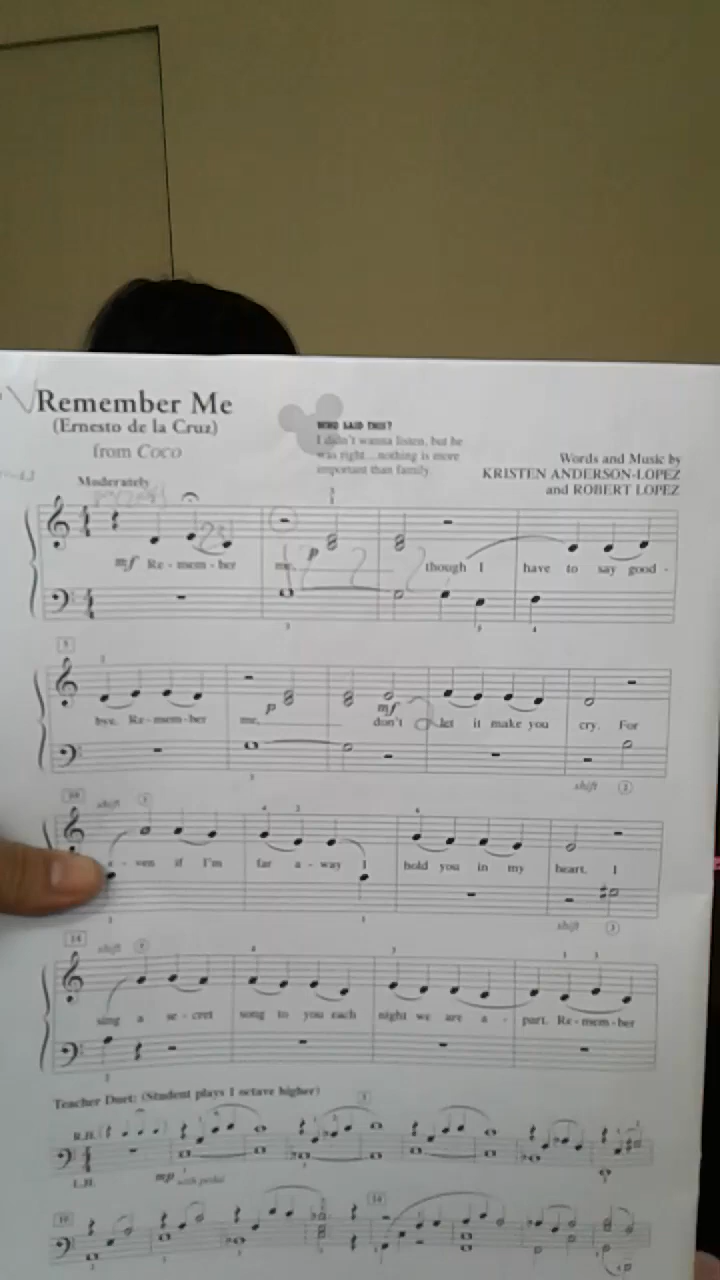 Remember Me
(Ernesto de la Cruz)
from Coco
WHO SAID THIS?
I didn't wanna listen, but he
was right... nothing is more
important than family.
Words and Music by
KRISTEN ANDERSON-LOPEZ
and ROBERT LOPEZ
Moderately
mf Re - mem - ber me, p though I have to say good -
bye. Re - mem - ber me, p mf don't let it make you cry. For
shift 2
shift
e - ven if I'm far a - way I hold you in my heart. I
shift
14 shift
sing a se - cret song to you each night we are a - part. Re - mem - ber
Teacher Duet: (Student plays 1 octave higher)
R.H.
L.H.
mp with pedal